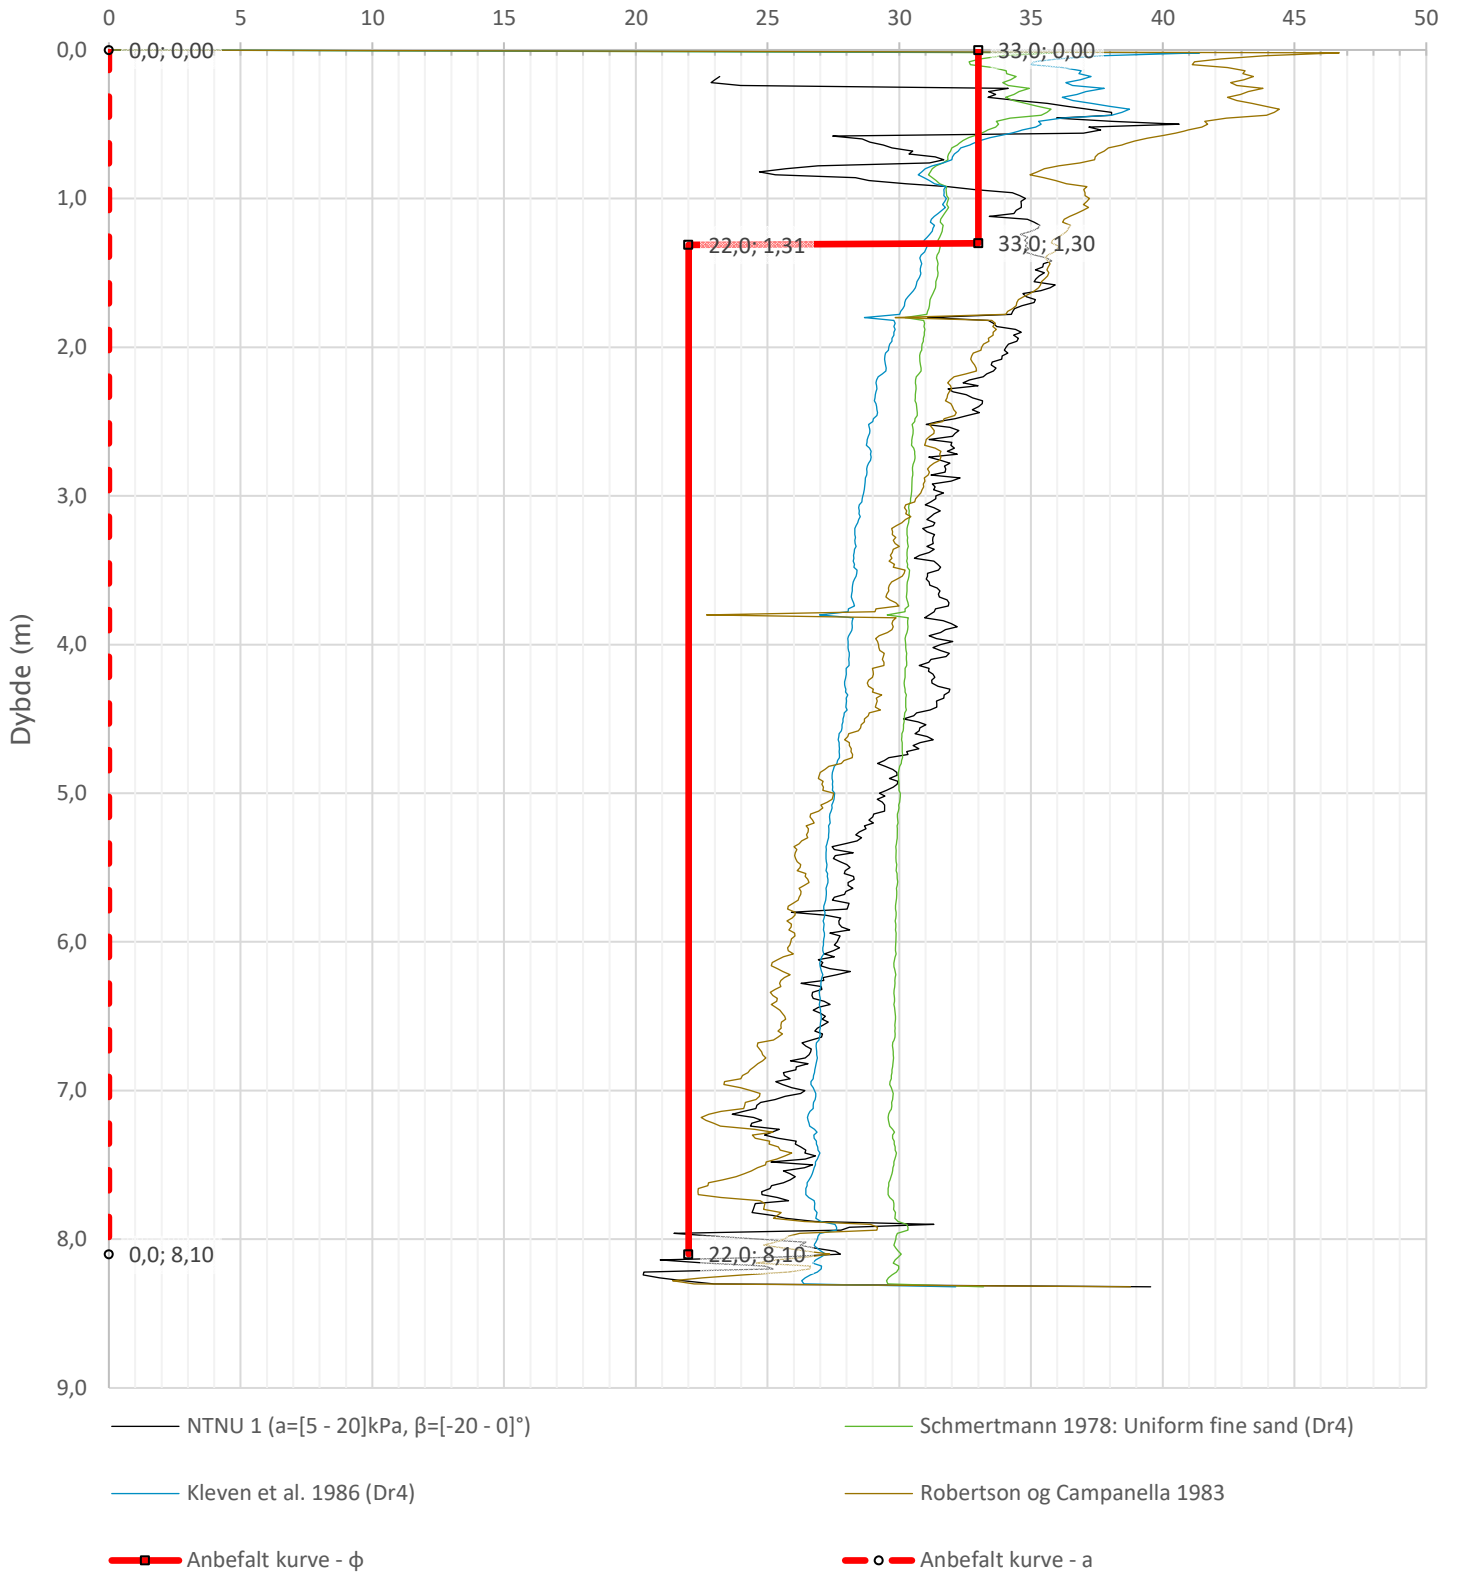 0 5 10 15 20 25 30 35 40 45 50
0,0
0,0; 0,00
33,0; 0,00
1,0
22,0; 1,31
33,0; 1,30
2,0
3,0
4,0
Dybde (m)
5,0
6,0
7,0
8,0
0,0; 8,10
22,0; 8,10
9,0
NTNU 1 (a=[5 - 20]kPa, β=[-20 - 0]°)
Schmertmann 1978: Uniform fine sand (Dr4)
Kleven et al. 1986 (Dr4)
Robertson og Campanella 1983
Anbefalt kurve - φ
Anbefalt kurve - a